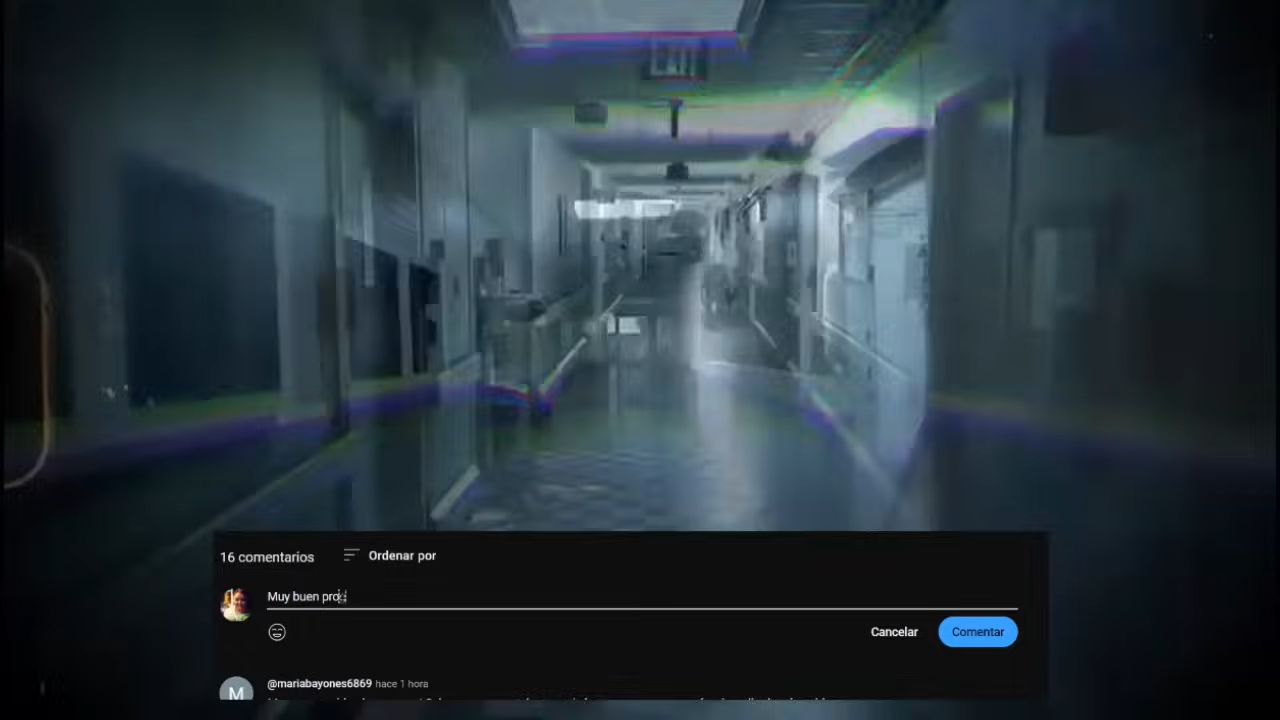 EXIT
16 comentarios
Ordenar por
Muy buen pro
Cancelar
Comentar
M
@mariabayones6869 hace 1 hora